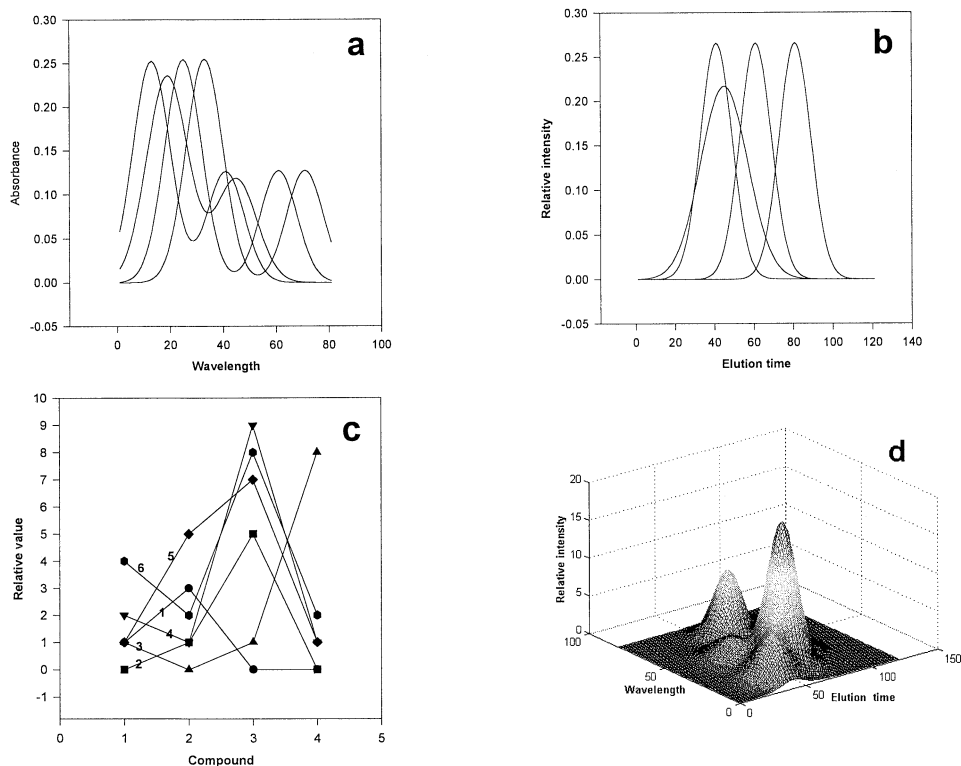 a
0.30
0.25
0.20
0.15
0.10
0.05
0.00
-0.05
Absorbance
0 20 40 60 80 100
Wavelength
b
0.30
0.25
0.20
0.15
0.10
0.05
0.00
-0.05
Relative intensity
0 20 40 60 80 100 120 140
Elution time
c
10
9
8
7
6
5
4
3
2
1
0
-1
Relative value
6
5
1
4
3
2
0 1 2 3 4 5
Compound
d
20
15
10
5
0
Relative intensity
100
50
0
Wavelength
0
50
100
150
Elution time